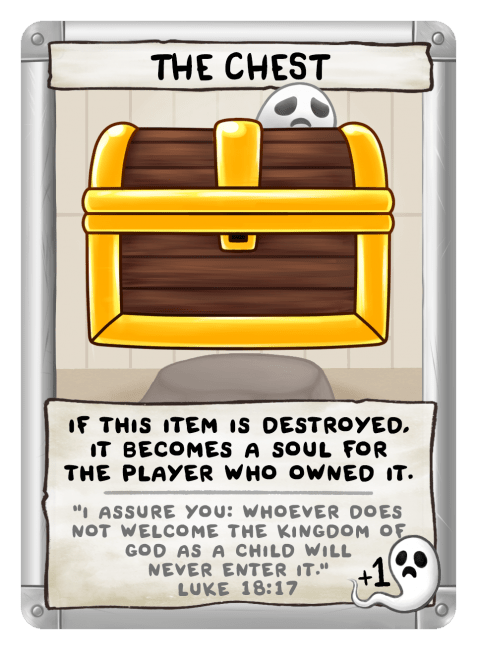 THE CHEST
IF THIS ITEM IS DESTROYED,
IT BECOMES A SOUL FOR
THE PLAYER WHO OWNED IT.
"I ASSURE YOU: WHOEVER DOES
NOT WELCOME THE KINGDOM OF
GOD AS A CHILD WILL
NEVER ENTER IT."
LUKE 18:17
+1